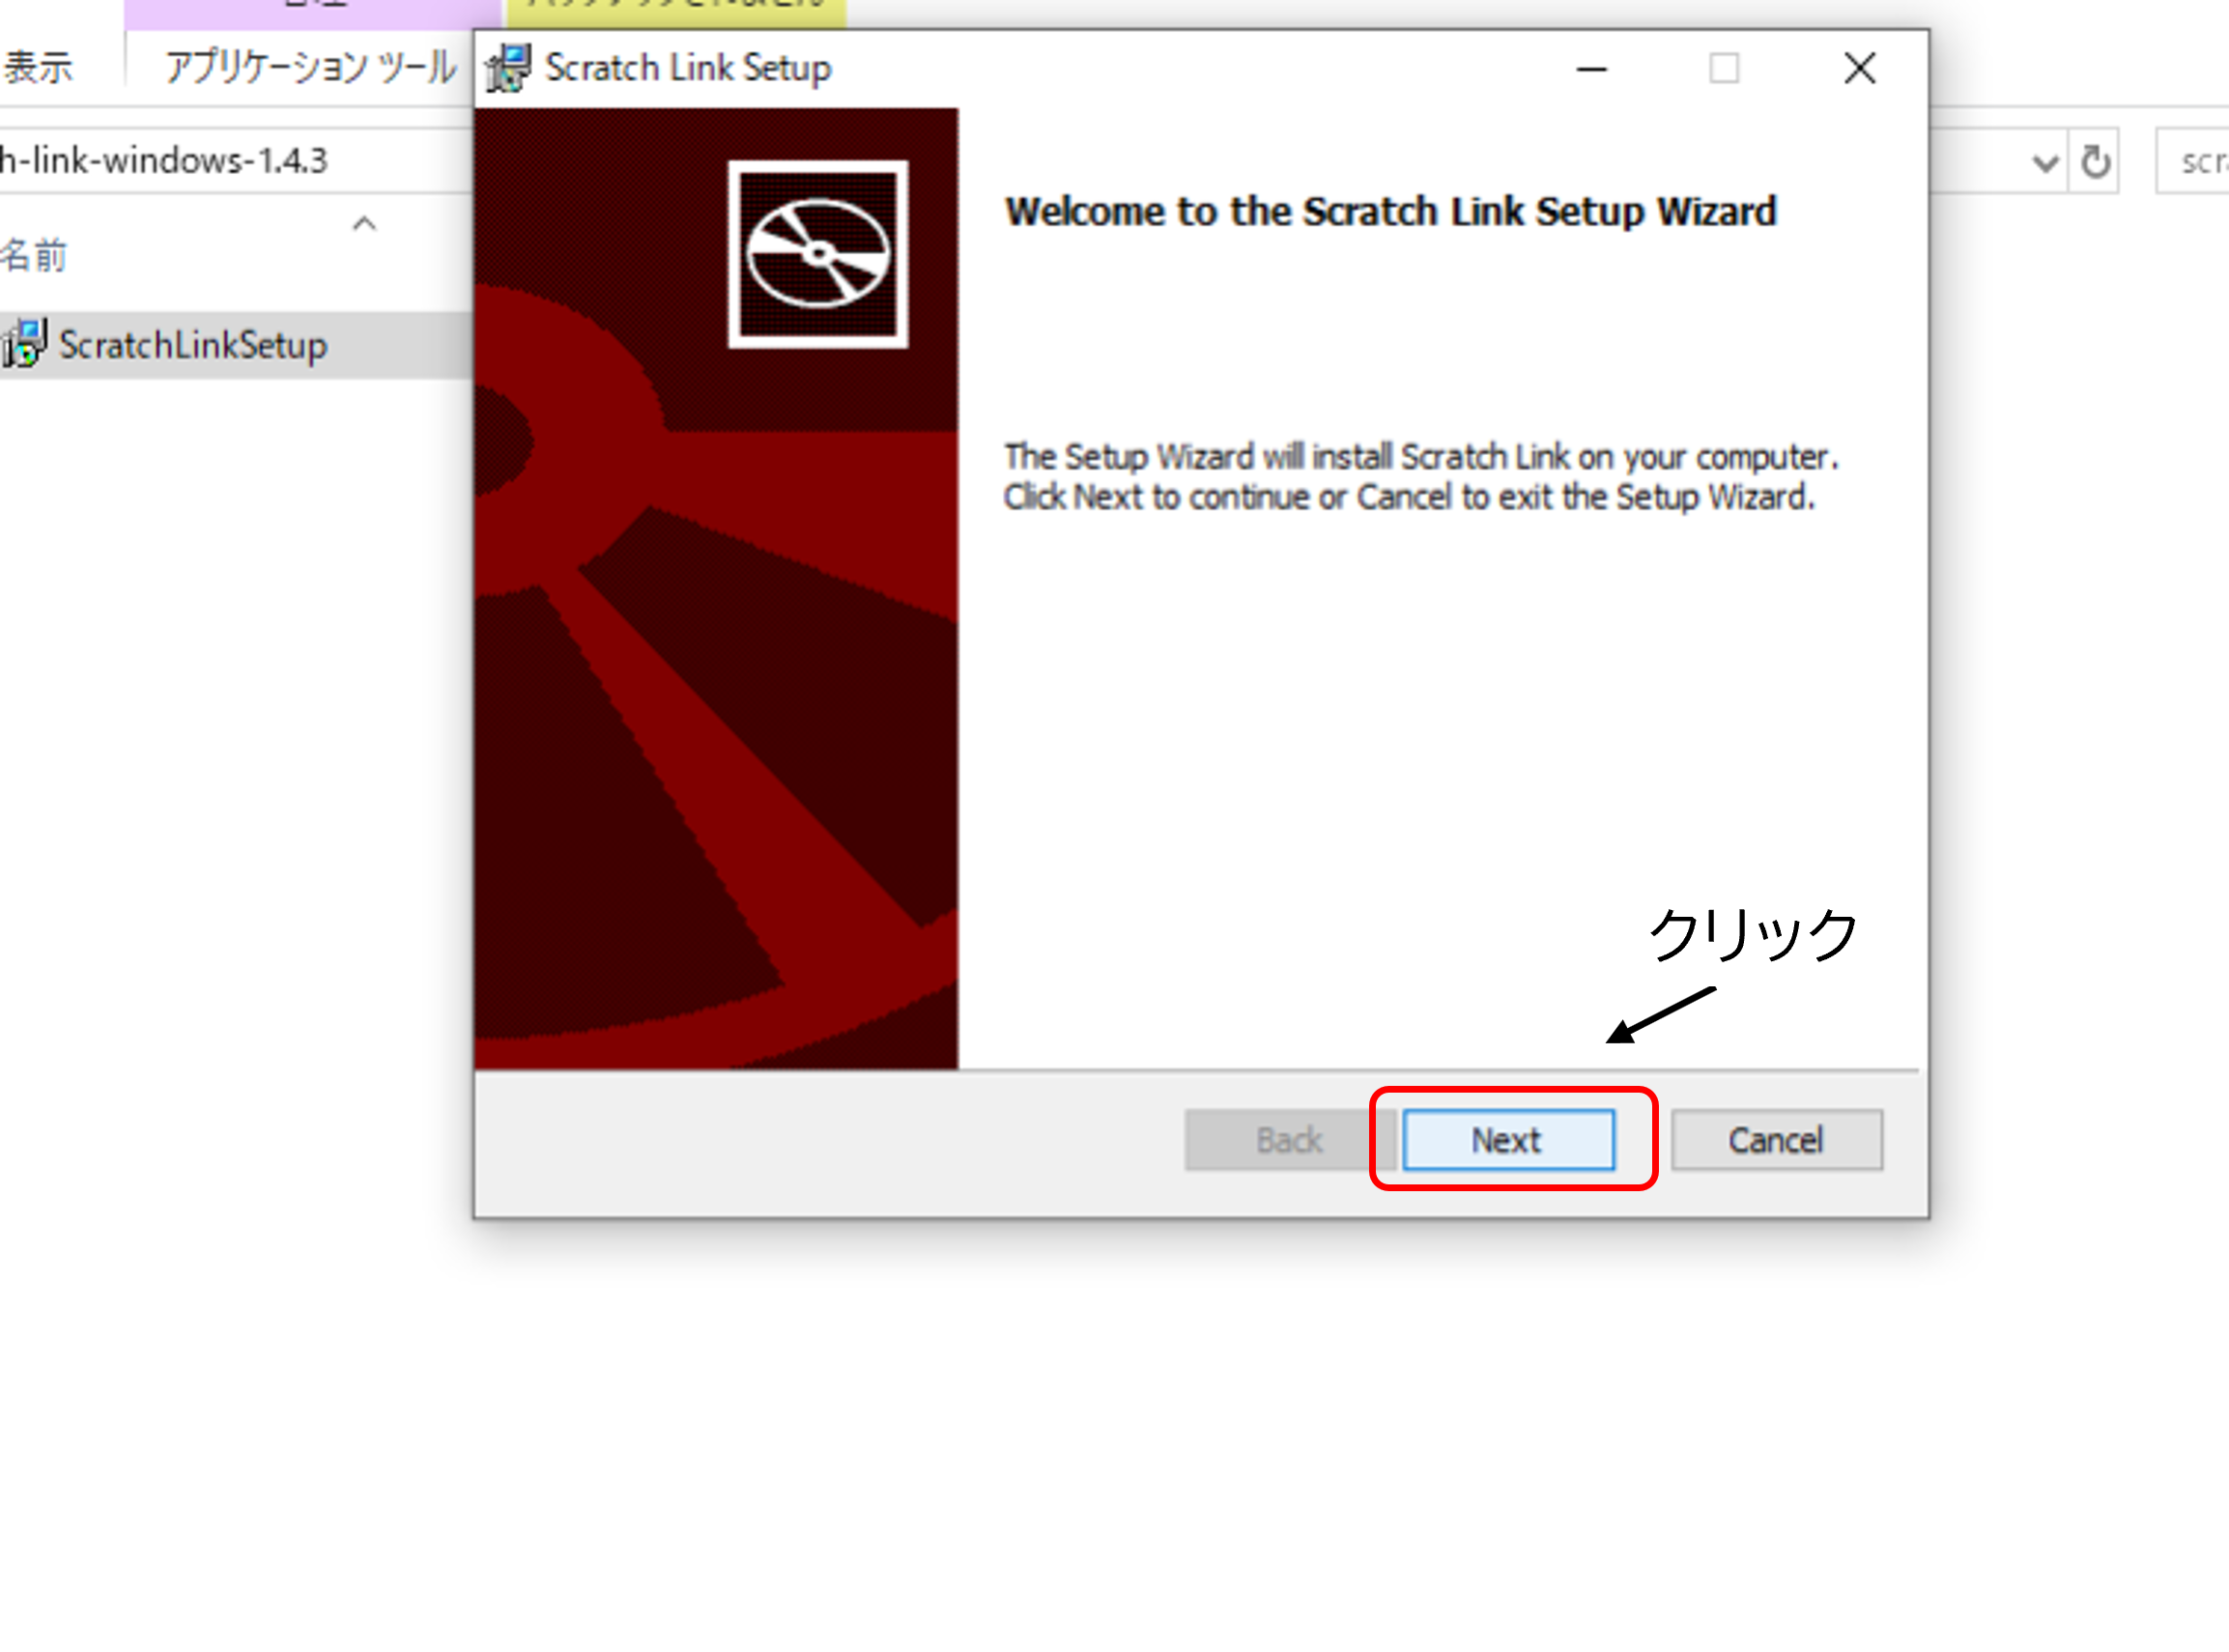 表示
アプリケーション ツール
Scratch Link Setup
h-link-windows-1.4.3
scr
名前
ScratchLinkSetup
Welcome to the Scratch Link Setup Wizard
The Setup Wizard will install Scratch Link on your computer.
Click Next to continue or Cancel to exit the Setup Wizard.
クリック
Back
Next
Cancel